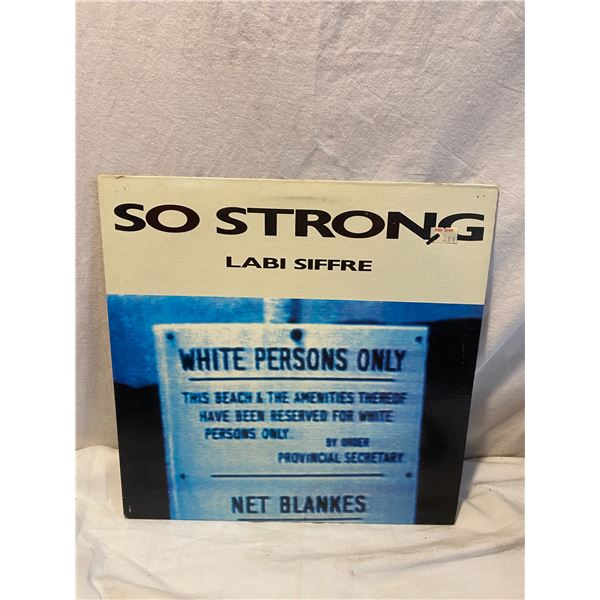 SO STRONG
LABI SIFFRE
WHITE PERSONS ONLY
THIS BEACH & THE AMENITIES THEREOF
HAVE BEEN RESERVED FOR WHITE
PERSONS ONLY.
BY ORDER
PROVINCIAL SECRETARY
NET BLANKES